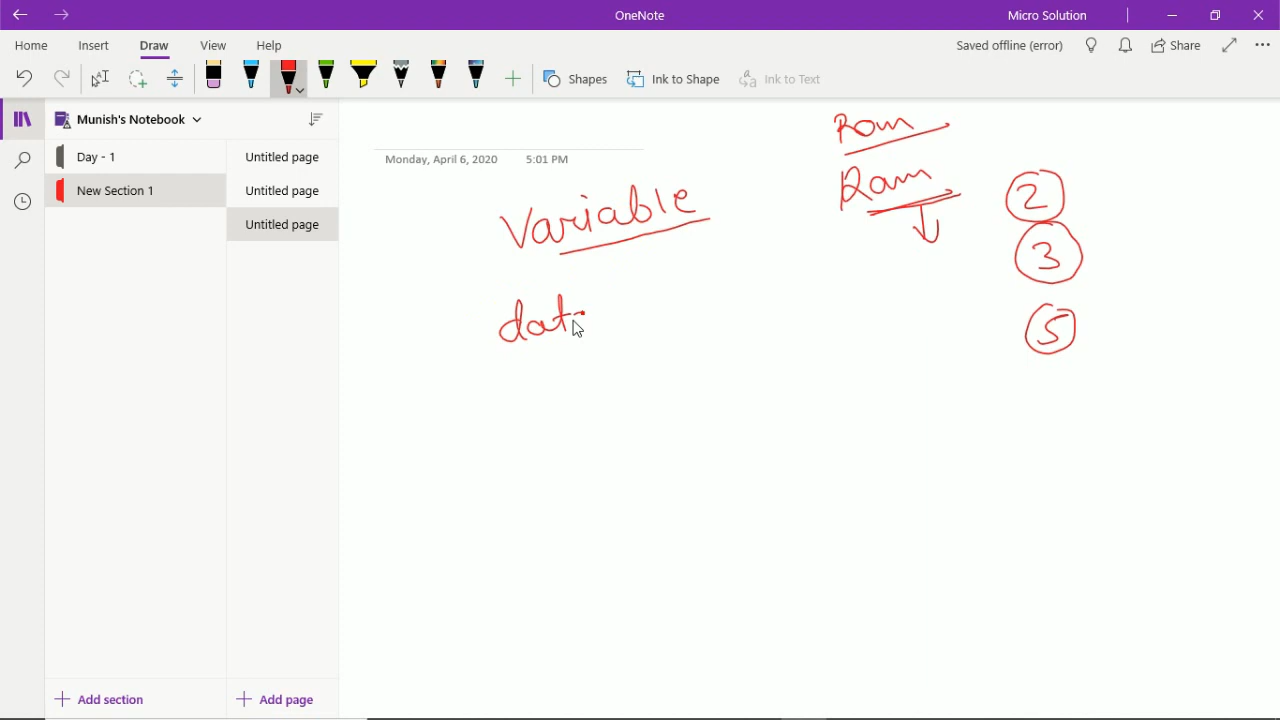 OneNote
Micro Solution
Home Insert Draw View Help
Saved offline (error) Share
Shapes Ink to Shape Ink to Text
Munish's Notebook
Day - 1
New Section 1
Untitled page
Untitled page
Untitled page
Monday, April 6, 2020 5:01 PM
Rom
Ram
Variable
2
3
dat
5
Add section
Add page